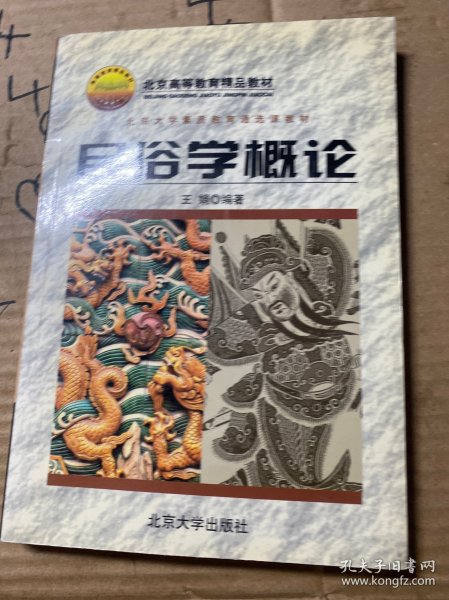 北京高等教育精品教材
BEIJING GAODENG JIAOYU JINGPIN JIAOCAI
北京大学素质教育通选课教材
民俗学概论
王娟◎编著
北京大学出版社
孔夫子旧书网
www.kongfz.com